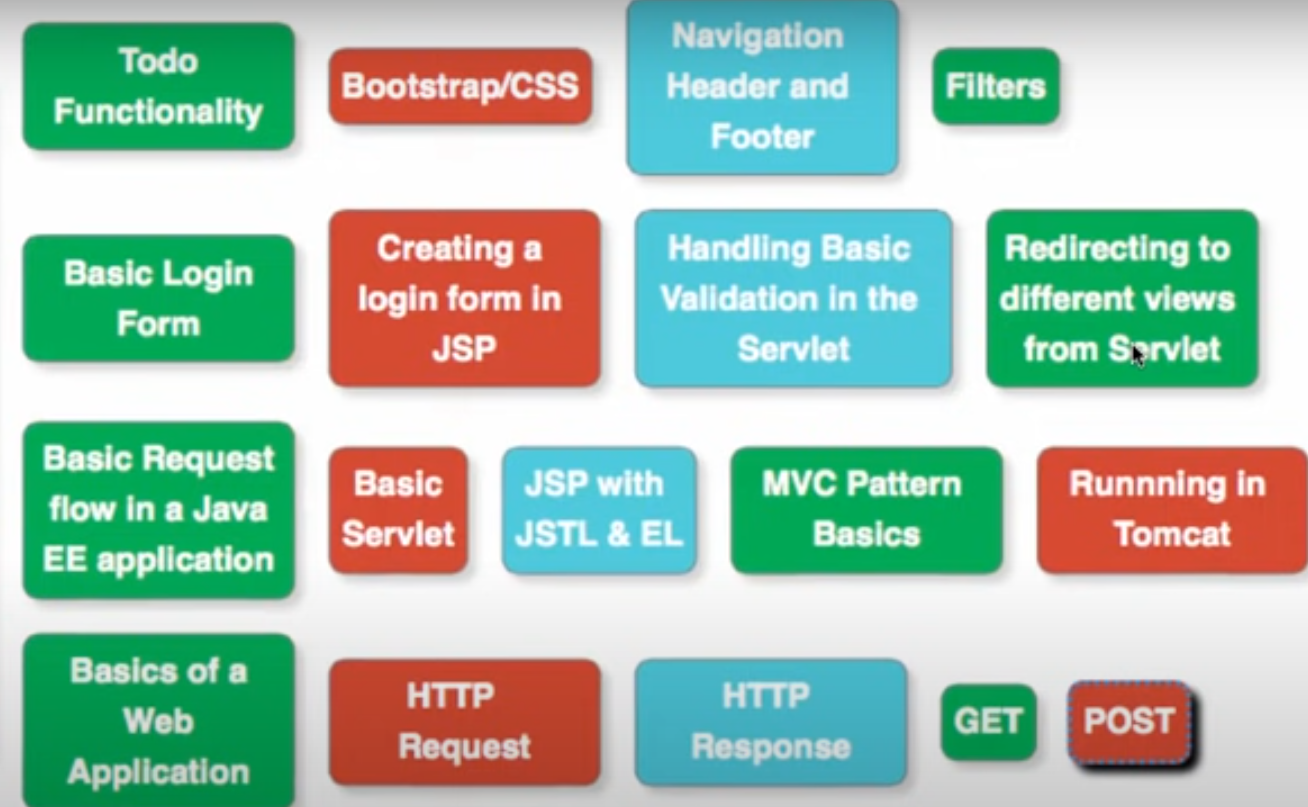 Todo
Functionality
Bootstrap/CSS
Navigation
Header and
Footer
Filters
Basic Login
Form
Creating a
login form in
JSP
Handling Basic
Validation in the
Servlet
Redirecting to
different views
from Servlet
Basic Request
flow in a Java
EE application
Basic
Servlet
JSP with
JSTL & EL
MVC Pattern
Basics
Runnning in
Tomcat
Basics of a
Web
Application
HTTP
Request
HTTP
Response
GET
POST